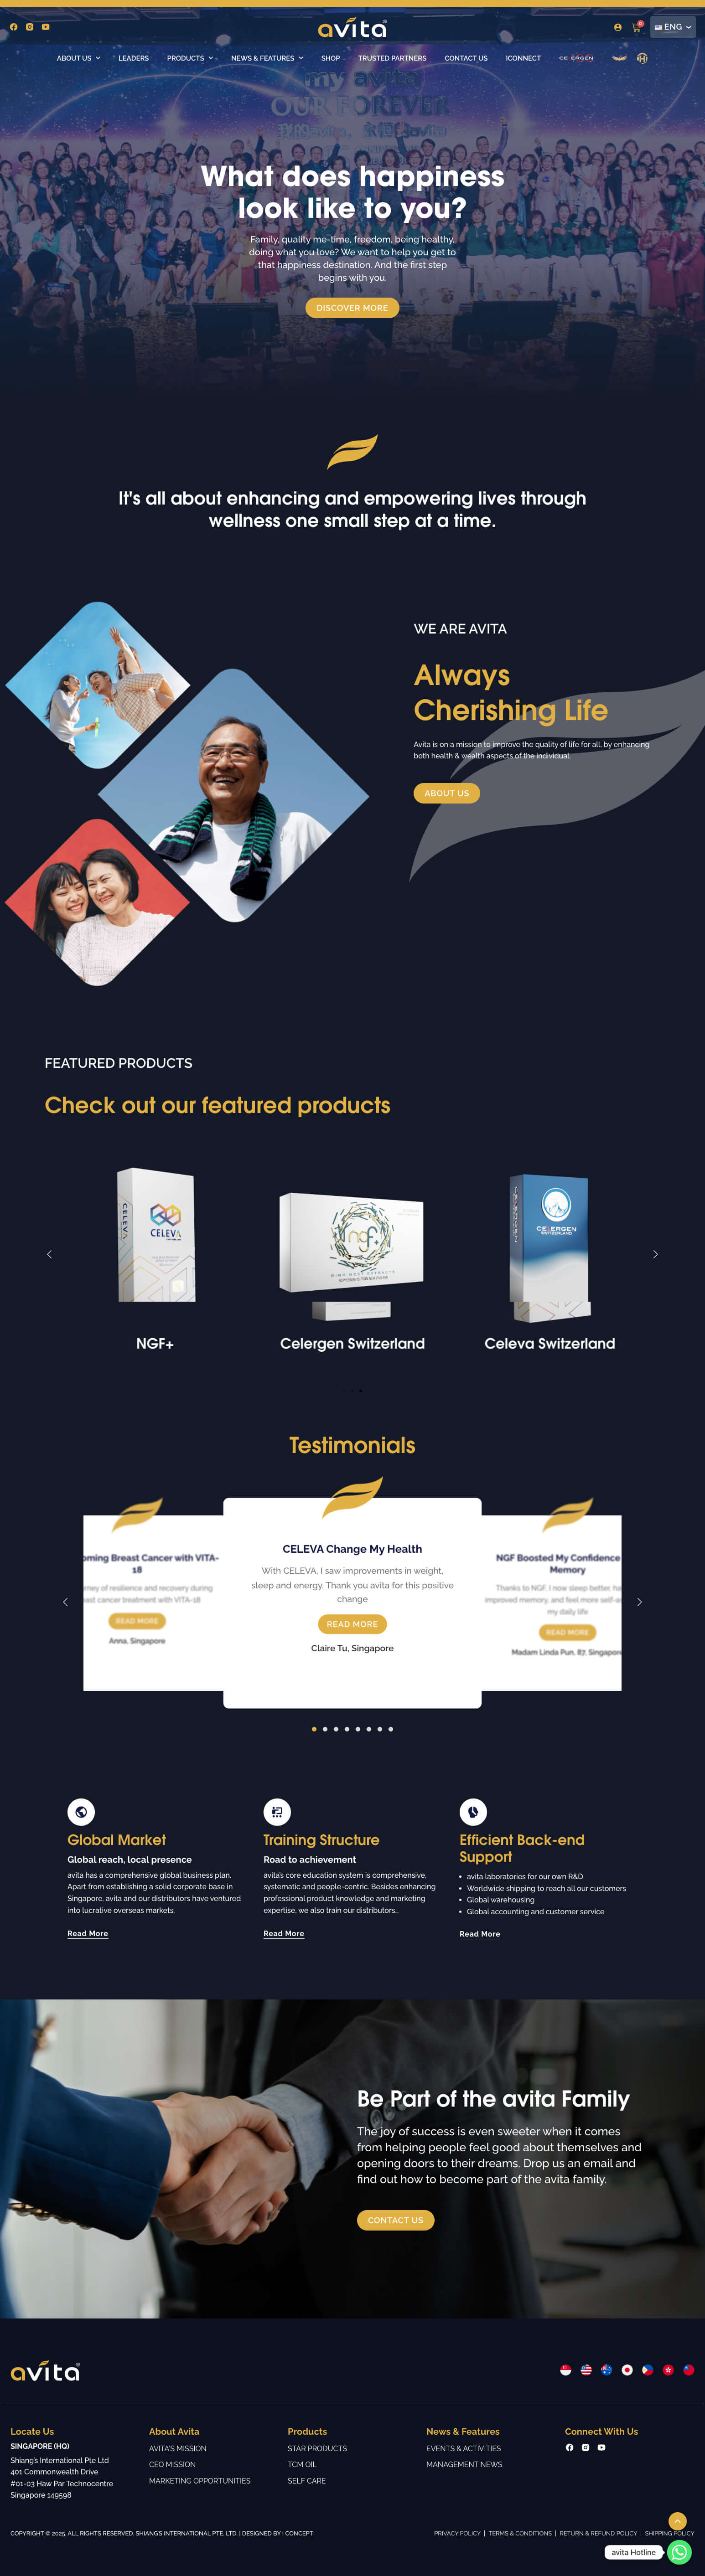 avita
0
ENG
ABOUT US
LEADERS
PRODUCTS
NEWS & FEATURES
SHOP
TRUSTED PARTNERS
CONTACT US
ICONNECT
CELERGEN
my avita
OUR FOREVER
What does happiness
look like to you?
Family, quality me-time, freedom, being healthy,
doing what you love? We want to help you get to
that happiness destination. And the first step
begins with you.
DISCOVER MORE
It's all about enhancing and empowering lives through
wellness one small step at a time.
WE ARE AVITA
Always
Cherishing Life
Avita is on a mission to improve the quality of life for all, by enhancing
both health & wealth aspects of the individual.
ABOUT US
FEATURED PRODUCTS
Check out our featured products
CELEVA
CELEVA
ngf+
CELERGEN
SWITZERLAND
NGF+
Celergen Switzerland
Celeva Switzerland
Testimonials
oming Breast Cancer with VITA-
18
rney of resilience and recovery during
ast cancer treatment with VITA-18
READ MORE
Anna, Singapore
CELEVA Change My Health
With CELEVA, I saw improvements in weight,
sleep and energy. Thank you avita for this positive
change
READ MORE
Claire Tu, Singapore
NGF Boosted My Confidence
Memory
Thanks to NGF, I now sleep better, ha
improved memory, and feel more self-a
my daily life
READ MORE
Madam Linda Pun, 87, Singapore
Global Market
Global reach, local presence
avita has a comprehensive global business plan.
Apart from establishing a solid corporate base in
Singapore, avita and our distributors have ventured
into lucrative overseas markets.
Read More
Training Structure
Road to achievement
avita's core education system is comprehensive,
systematic and people-centric. Besides enhancing
professional product knowledge and marketing
expertise, we also train our distributors...
Read More
Efficient Back-end
Support
• avita laboratories for our own R&D
• Worldwide shipping to reach all our customers
• Global warehousing
• Global accounting and customer service
Read More
Be Part of the avita Family
The joy of success is even sweeter when it comes
from helping people feel good about themselves and
opening doors to their dreams. Drop us an email and
find out how to become part of the avita family.
CONTACT US
avita
Locate Us
SINGAPORE (HQ)
Shiang's International Pte Ltd
401 Commonwealth Drive
#01-03 Haw Par Technocentre
Singapore 149598
About Avita
AVITA'S MISSION
CEO MISSION
MARKETING OPPORTUNITIES
Products
STAR PRODUCTS
TCM OIL
SELF CARE
News & Features
EVENTS & ACTIVITIES
MANAGEMENT NEWS
Connect With Us
COPYRIGHT © 2025, ALL RIGHTS RESERVED. SHIANG'S INTERNATIONAL PTE. LTD. | DESIGNED BY I CONCEPT
PRIVACY POLICY | TERMS & CONDITIONS | RETURN & REFUND POLICY | SHIPPING POLICY
avita Hotline